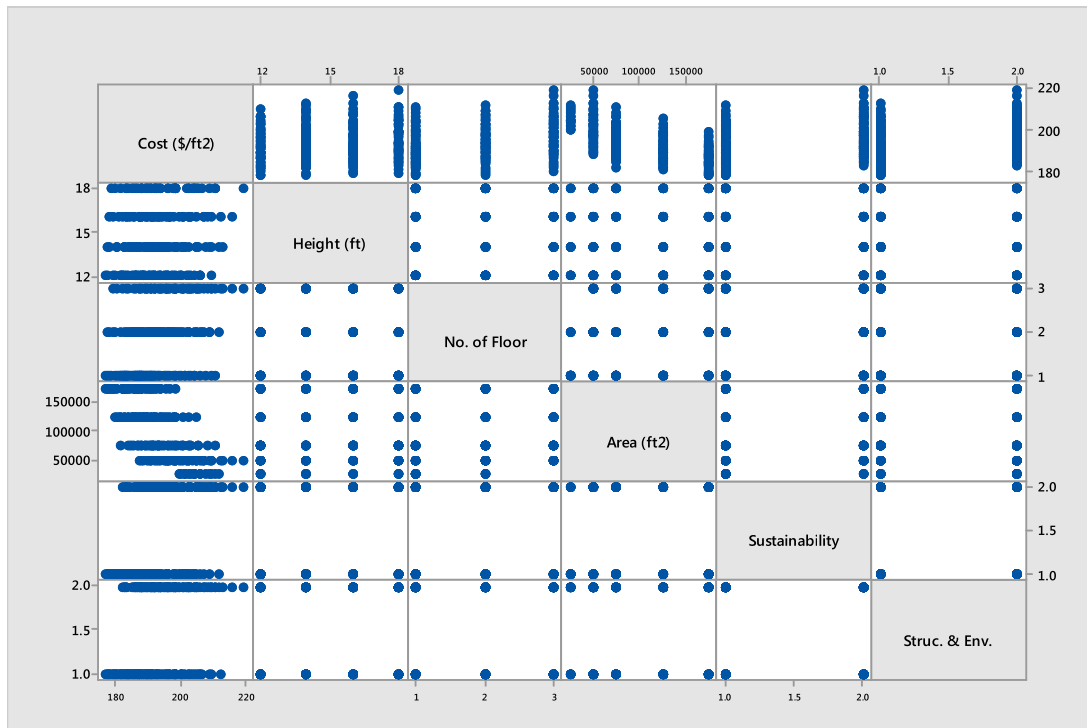 12 15 18 50000 100000 150000 1.0 1.5 2.0
220
Cost ($/ft2) 200
180
18
15 Height (ft)
12
3
No. of Floor 2
1
150000
100000 Area (ft2)
50000
2.0
Sustainability 1.5
1.0
2.0
1.5 Struc. & Env.
1.0
180 200 220 1 2 3 1.0 1.5 2.0